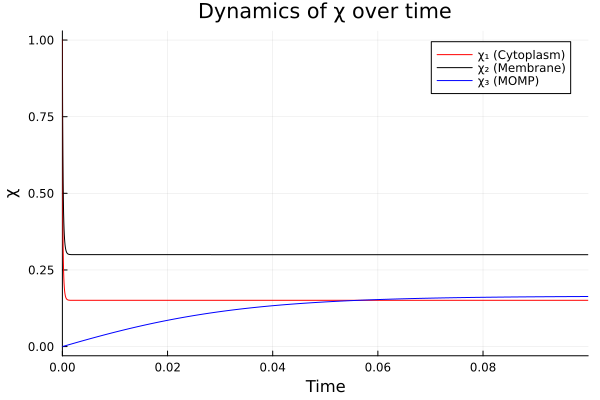 Dynamics of χ over time
χ₁ (Cytoplasm)
χ₂ (Membrane)
χ₃ (MOMP)
χ
1.00
0.75
0.50
0.25
0.00
0.00 0.02 0.04 0.06 0.08
Time